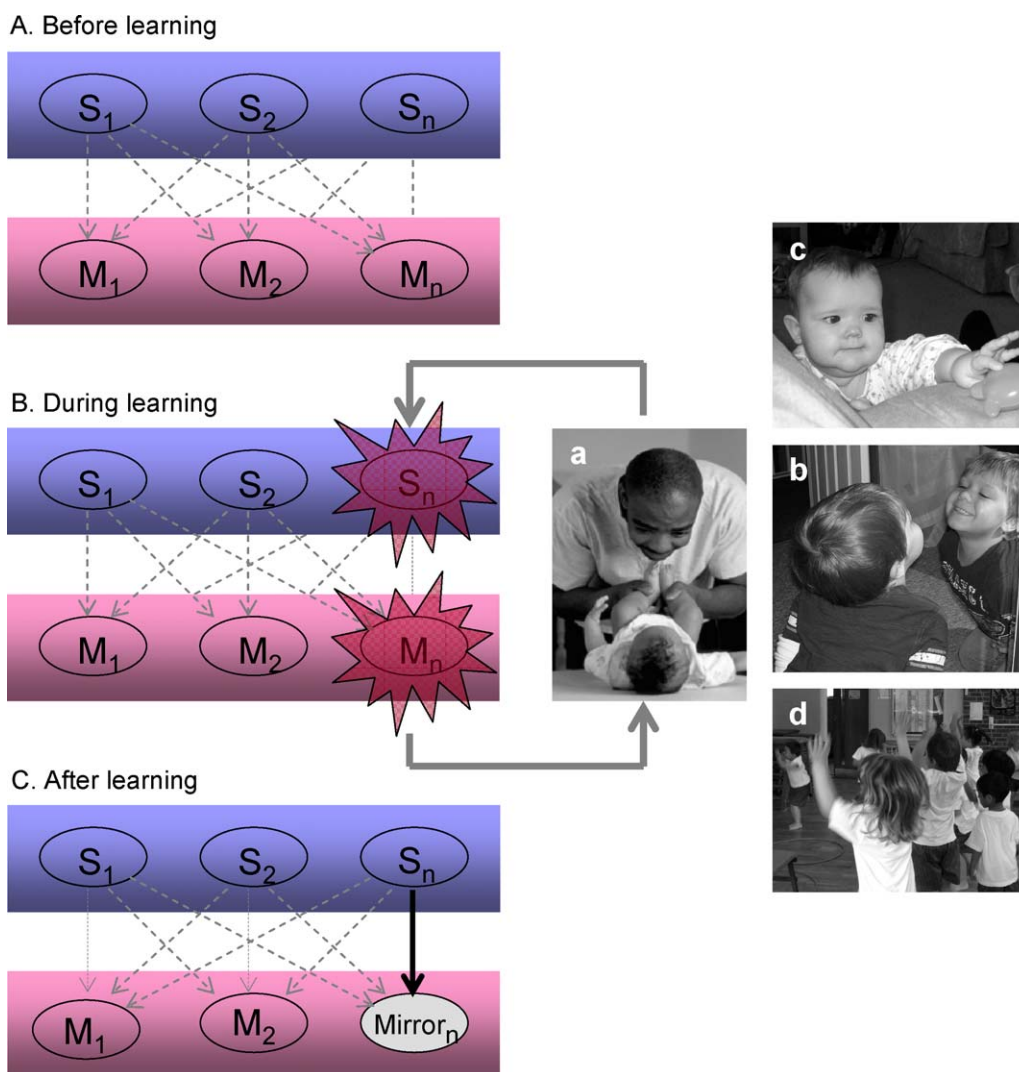 A. Before learning
S1 S2 Sn
M1 M2 Mn
B. During learning
S1 S2 Sn
M1 M2 Mn
C. After learning
S1 S2 Sn
M1 M2 Mirrorn
a
c
b
d